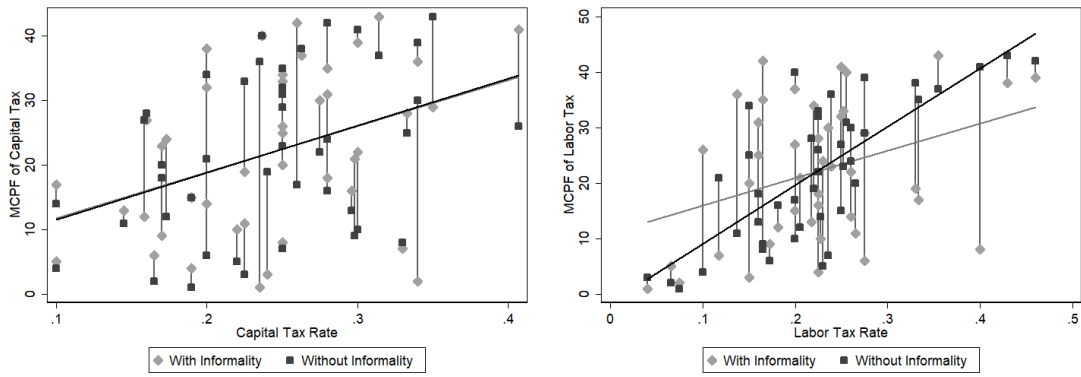 MCPF of Capital Tax
40
30
20
10
0
.1
.2
.3
.4
Capital Tax Rate
With Informality
Without Informality
MCPF of Labor Tax
50
40
30
20
10
0
0
.1
.2
.3
.4
.5
Labor Tax Rate
With Informality
Without Informality